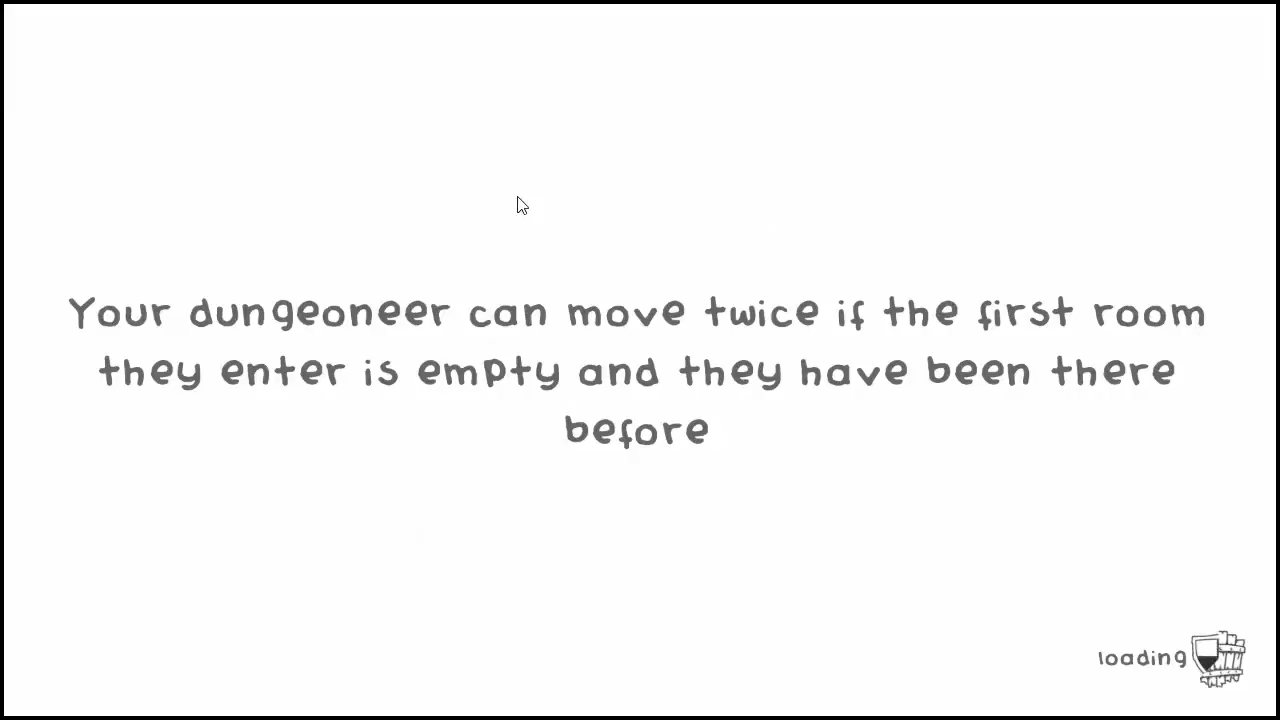 Your dungeoneer can move twice if the first room
they enter is empty and they have been there
before
loading